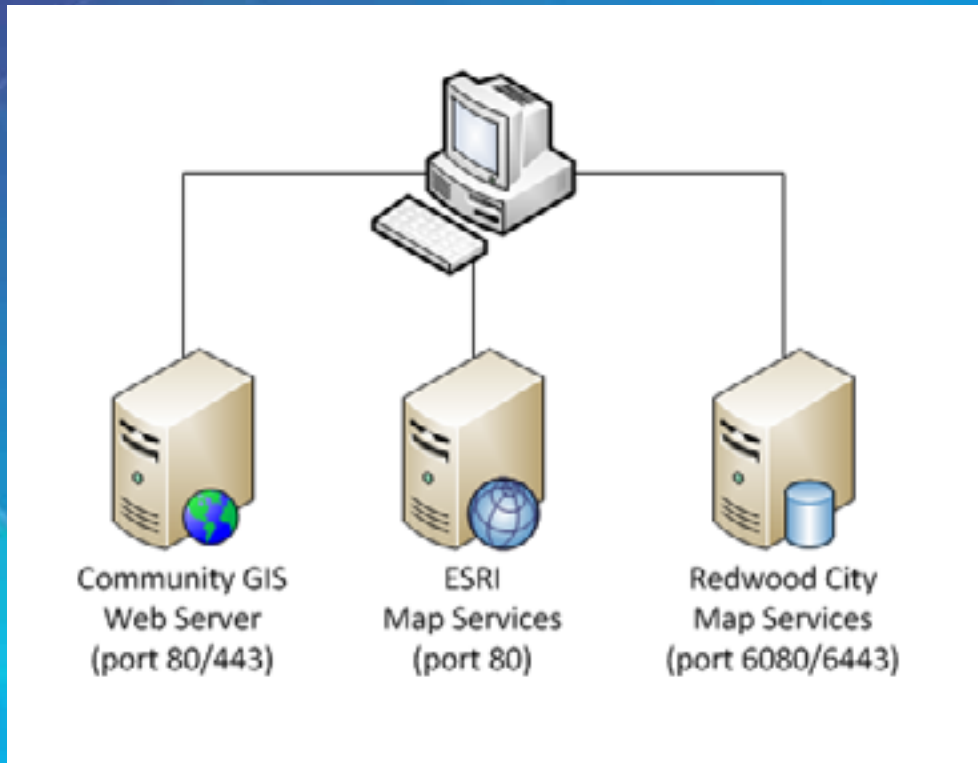 Community GIS
Web Server
(port 80/443)
ESRI
Map Services
(port 80)
Redwood City
Map Services
(port 6080/6443)